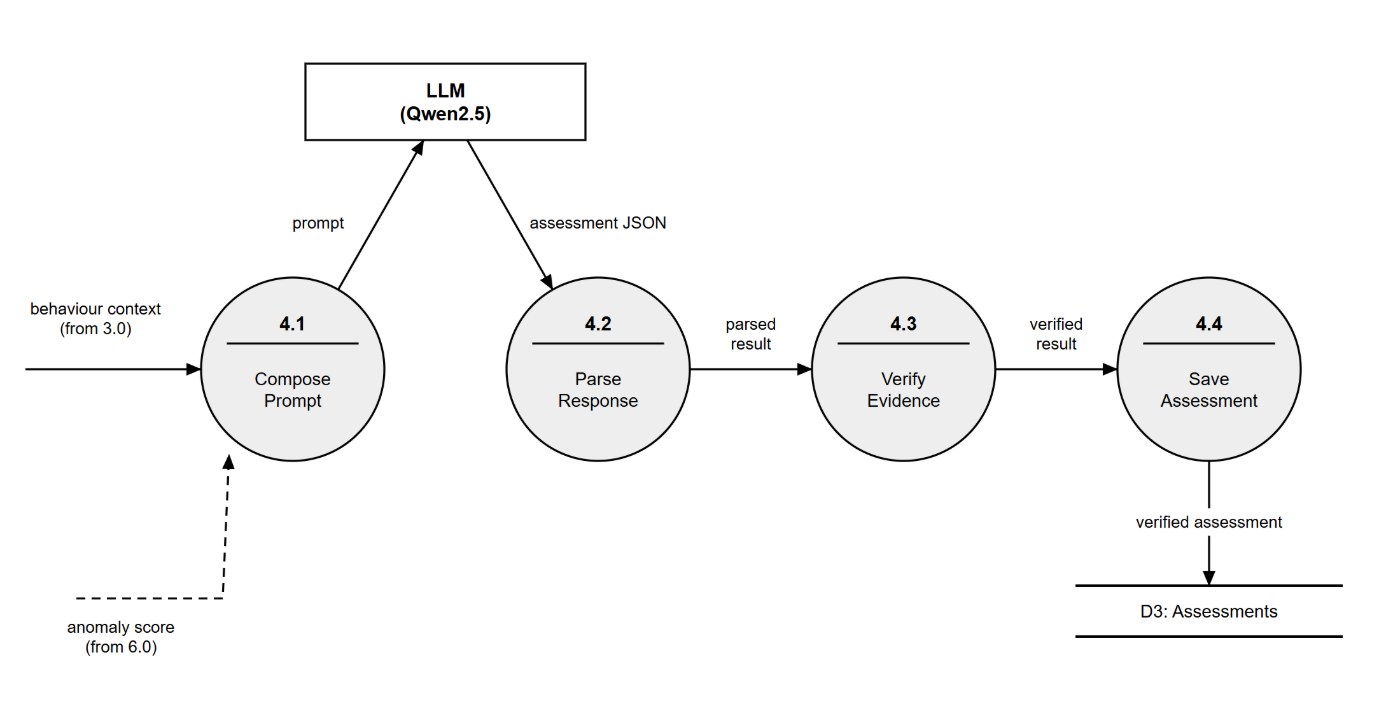 LLM
(Qwen2.5)
prompt
assessment JSON
behaviour context
(from 3.0)
4.1
Compose
Prompt
4.2
Parse
Response
parsed
result
4.3
Verify
Evidence
verified
result
4.4
Save
Assessment
verified assessment
D3: Assessments
anomaly score
(from 6.0)